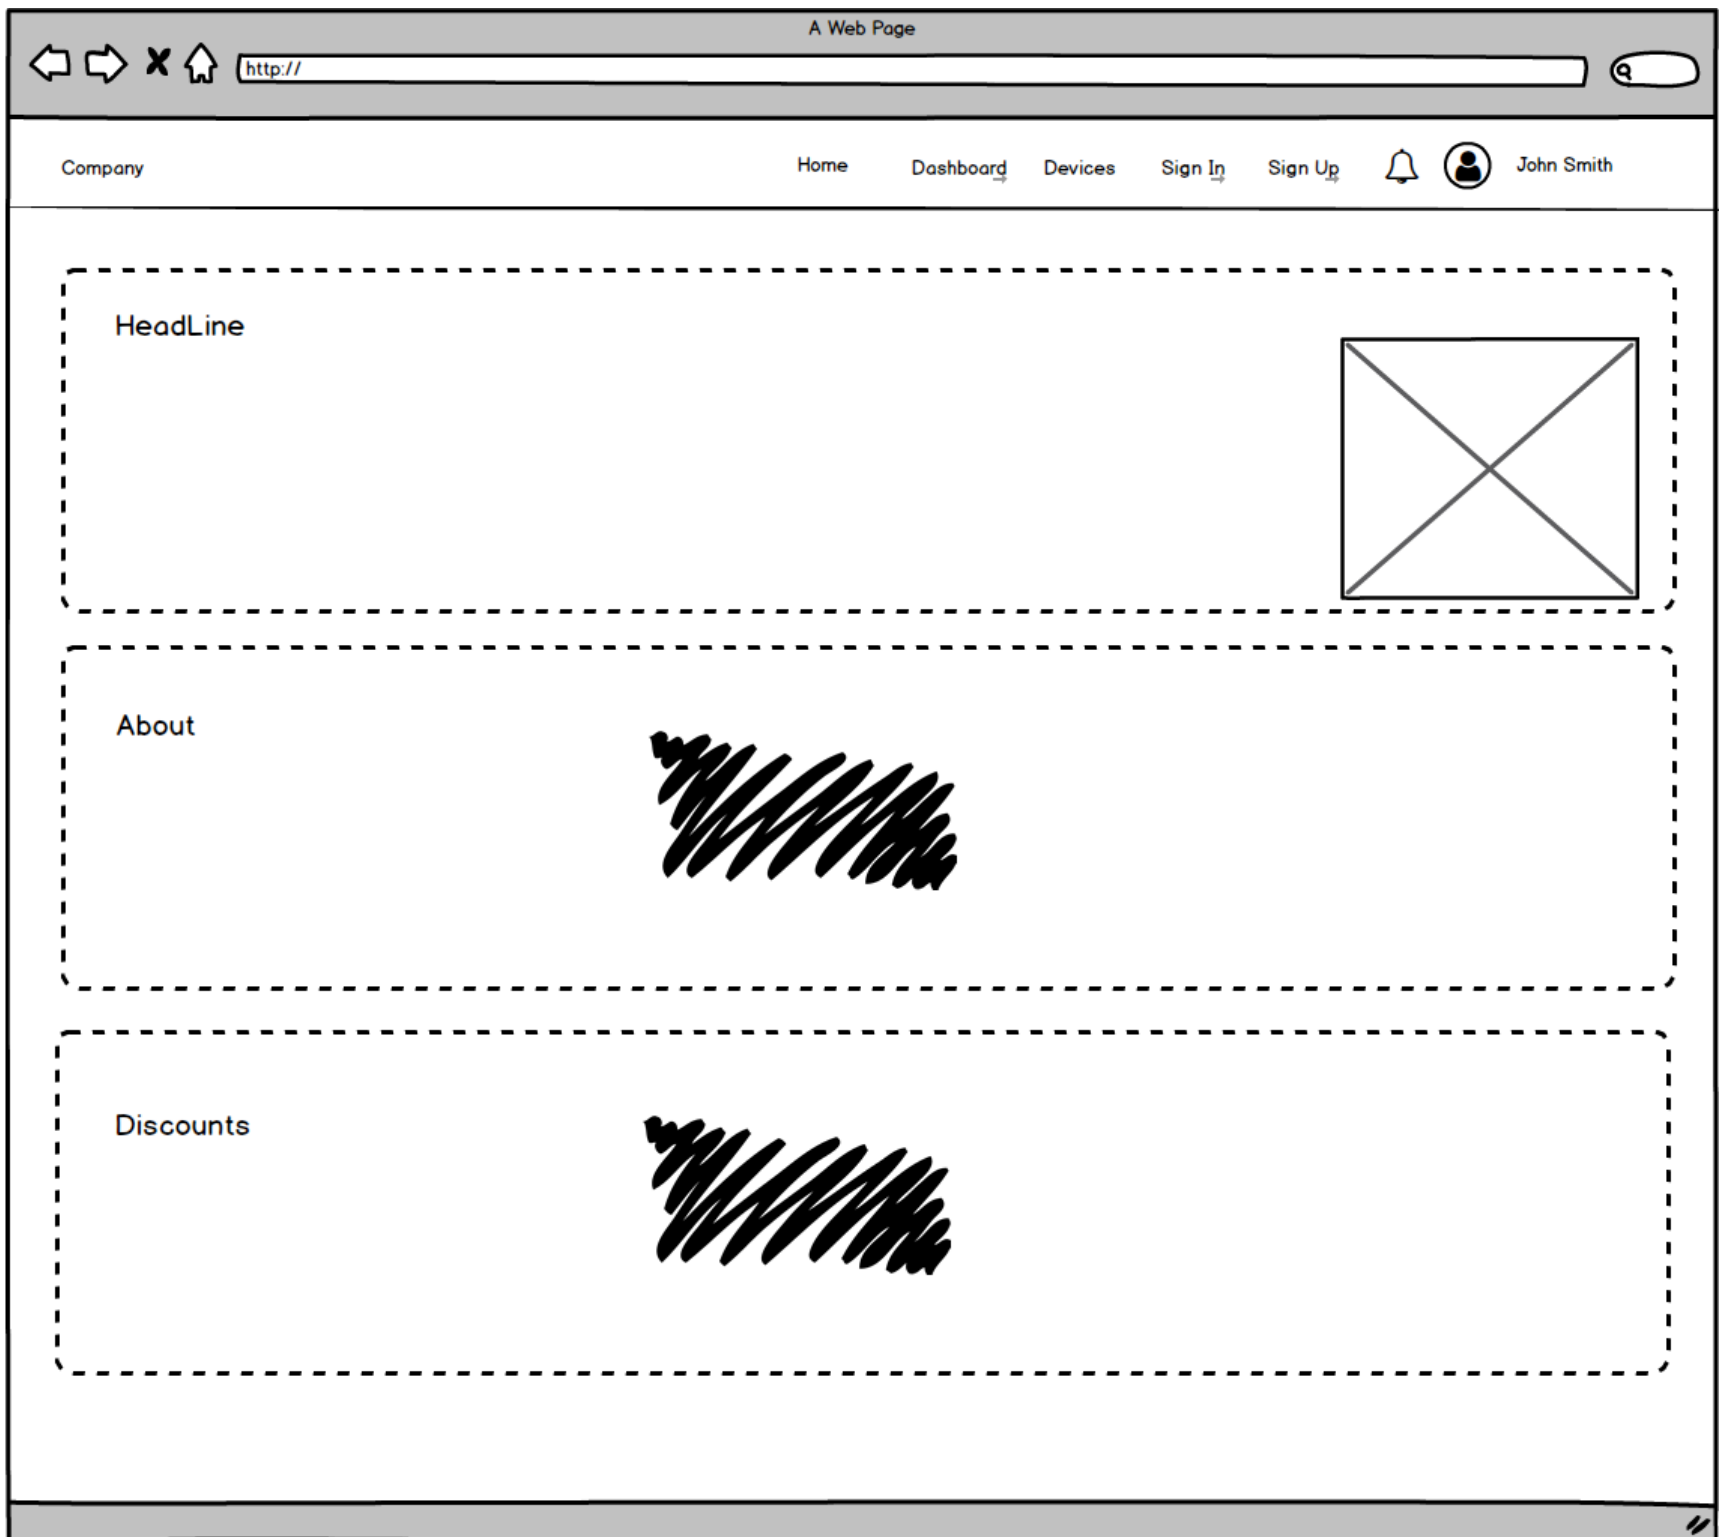 A Web Page
http://
Company Home Dashboard Devices Sign In Sign Up John Smith
HeadLine
About
Discounts